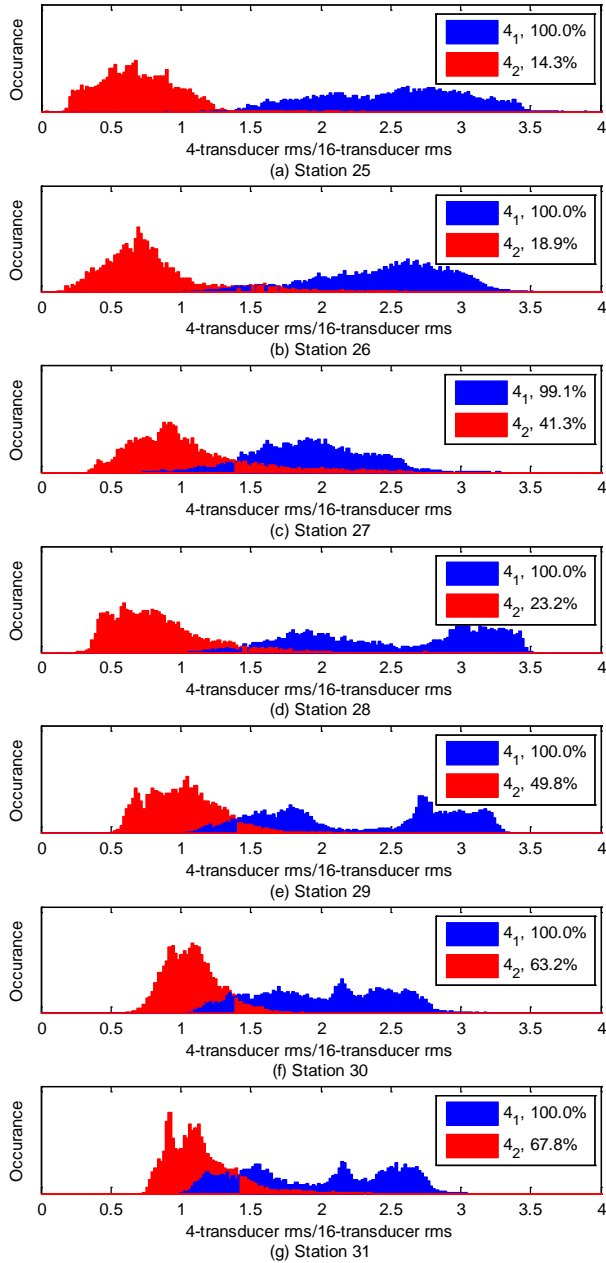 Occurance
4₁, 100.0%
4₂, 14.3%
0 0.5 1 1.5 2 2.5 3 3.5 4
4-transducer rms/16-transducer rms
(a) Station 25
Occurance
4₁, 100.0%
4₂, 18.9%
0 0.5 1 1.5 2 2.5 3 3.5 4
4-transducer rms/16-transducer rms
(b) Station 26
Occurance
4₁, 99.1%
4₂, 41.3%
0 0.5 1 1.5 2 2.5 3 3.5 4
4-transducer rms/16-transducer rms
(c) Station 27
Occurance
4₁, 100.0%
4₂, 23.2%
0 0.5 1 1.5 2 2.5 3 3.5 4
4-transducer rms/16-transducer rms
(d) Station 28
Occurance
4₁, 100.0%
4₂, 49.8%
0 0.5 1 1.5 2 2.5 3 3.5 4
4-transducer rms/16-transducer rms
(e) Station 29
Occurance
4₁, 100.0%
4₂, 63.2%
0 0.5 1 1.5 2 2.5 3 3.5 4
4-transducer rms/16-transducer rms
(f) Station 30
Occurance
4₁, 100.0%
4₂, 67.8%
0 0.5 1 1.5 2 2.5 3 3.5 4
4-transducer rms/16-transducer rms
(g) Station 31